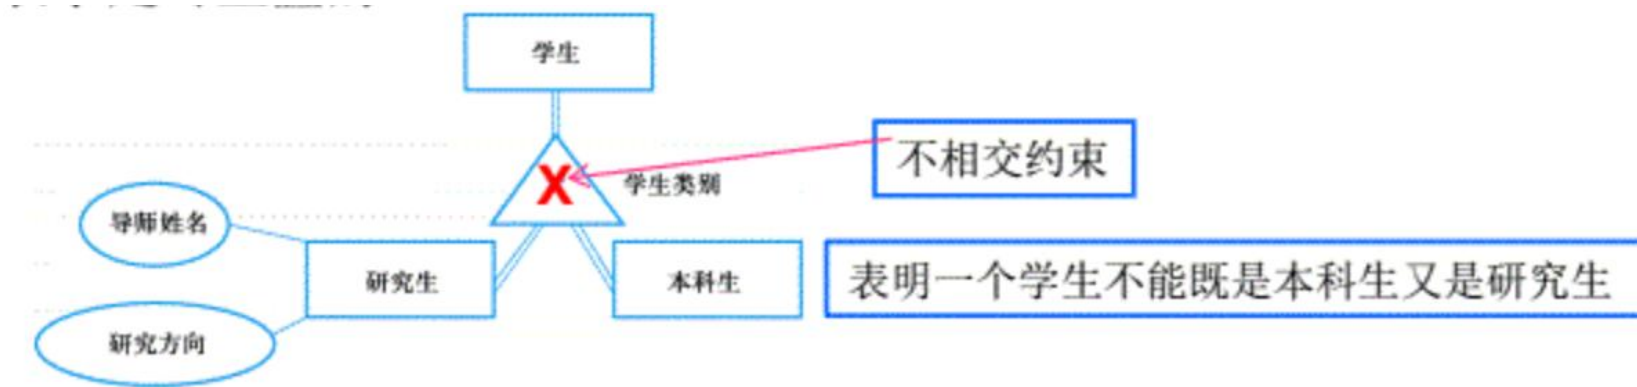 学生
X
不相交约束
学生类别
导师姓名
研究生
本科生
表明一个学生不能既是本科生又是研究生
研究方向